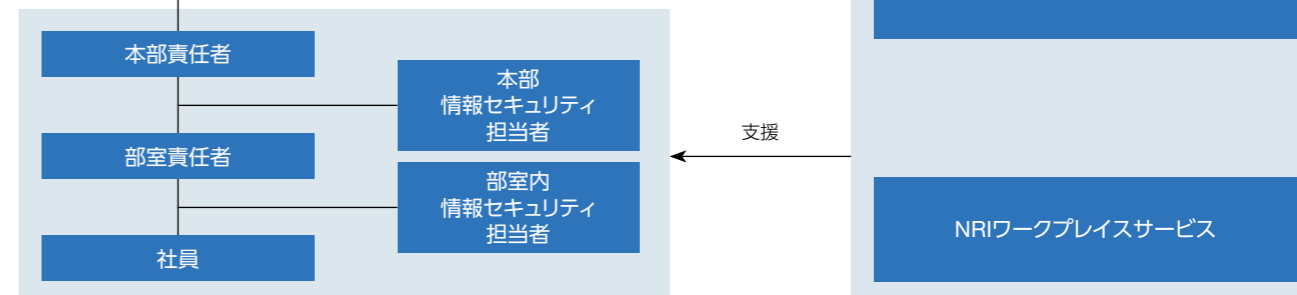 本部責任者
本部
情報セキュリティ
担当者
支援
部室責任者
部室内
情報セキュリティ
担当者
社員
NRIワークプレイスサービス